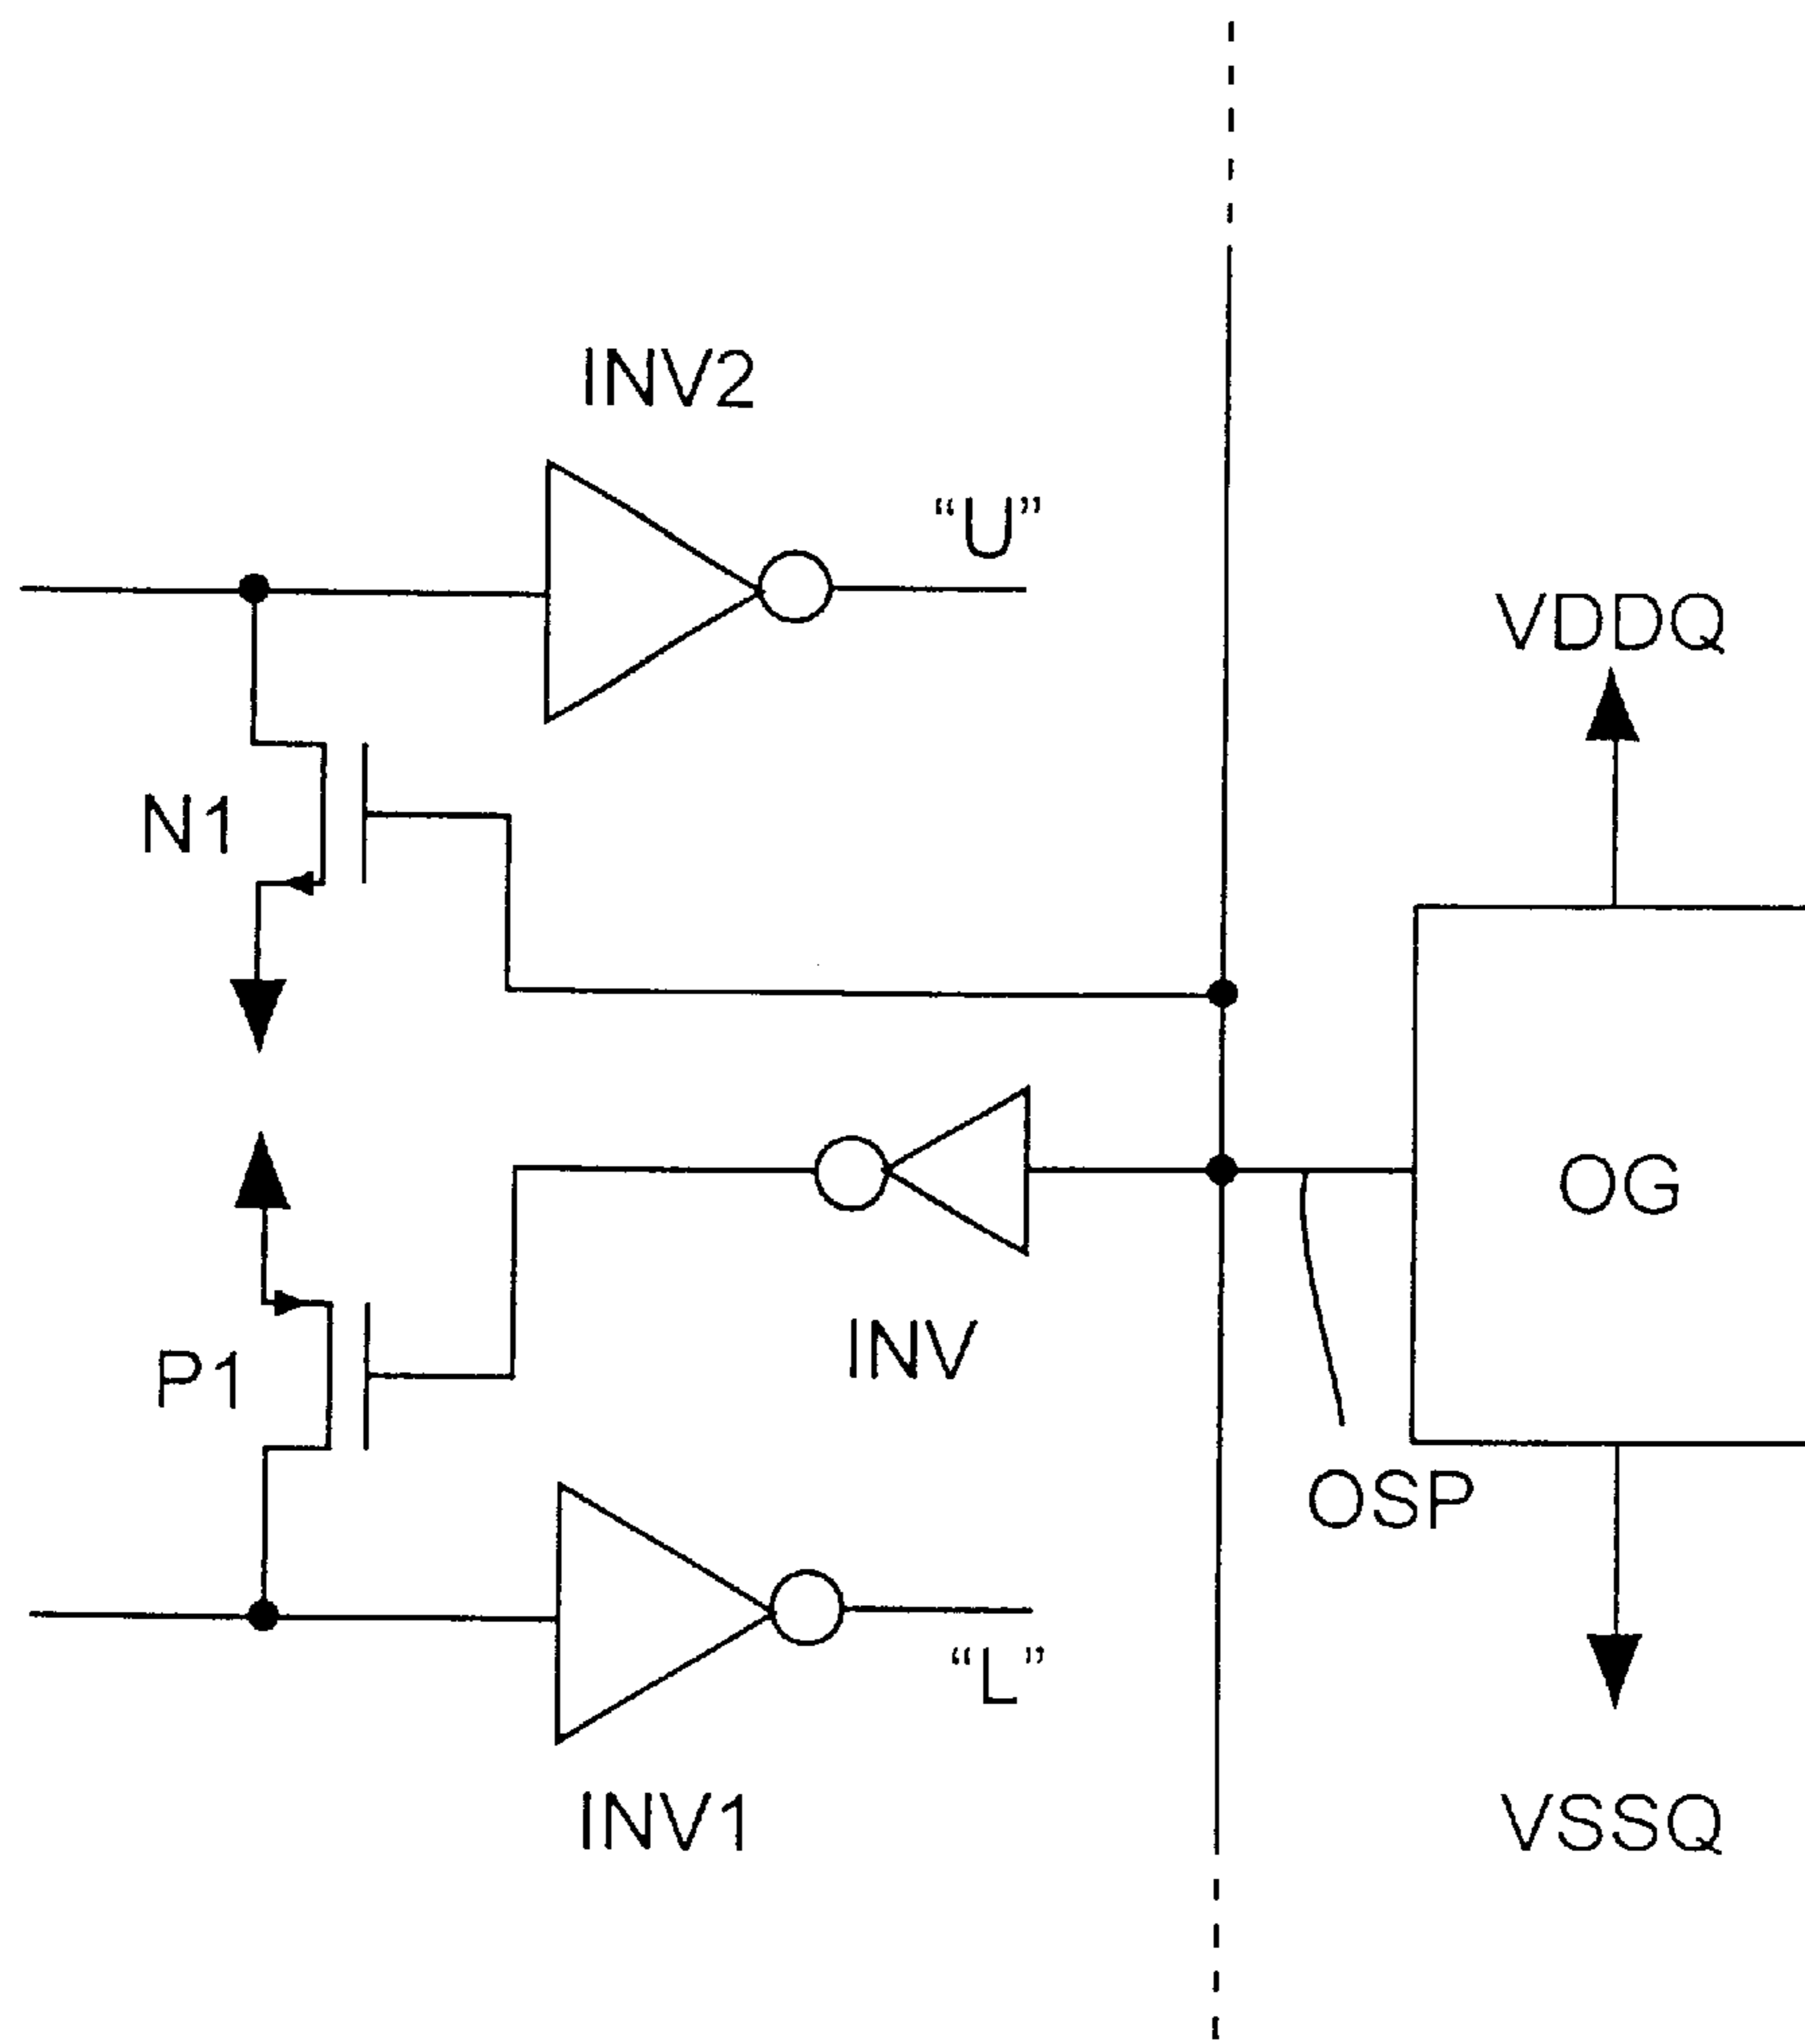 INV2
“U”
VDDQ
N1
OG
INV
P1
OSP
“L”
INV1
VSSQ